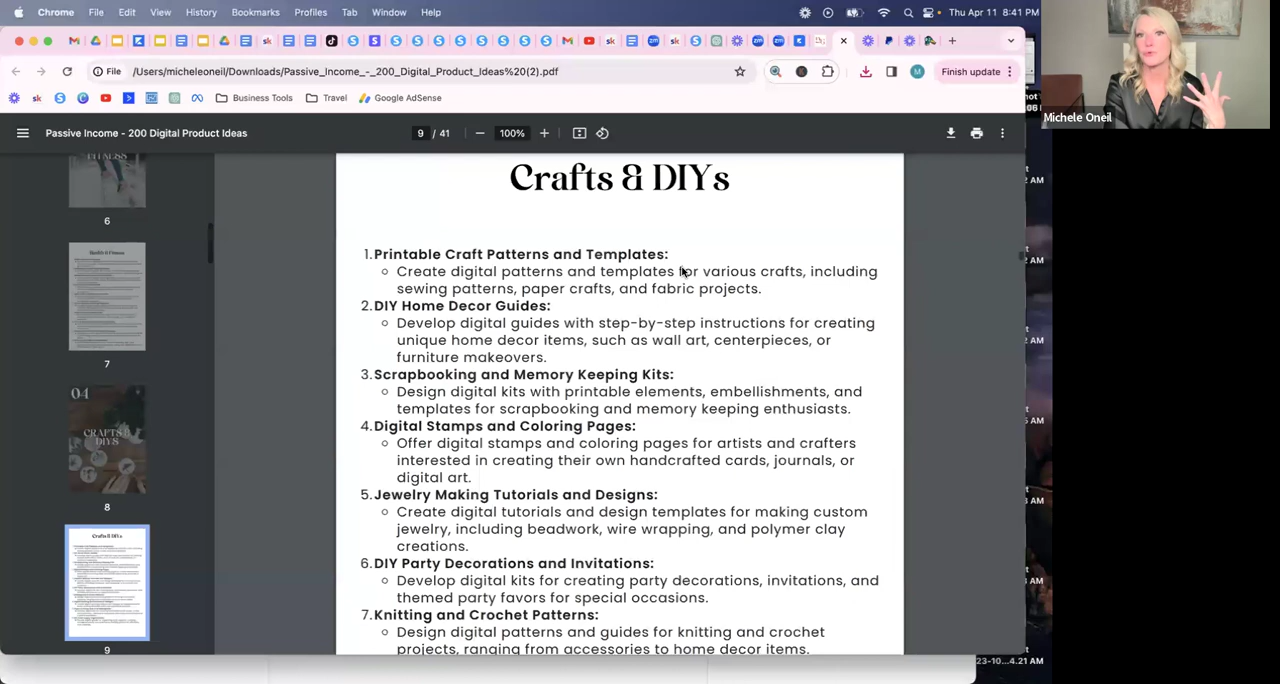 Chrome File Edit View History Bookmarks Profiles Tab Window Help Thu Apr 11 8:41 PM
File /Users/micheleoneil/Downloads/Passive_Income_-_200_Digital_Product_Ideas%20(2).pdf Finish update
Business Tools Travel Google AdSense
Michele Oneil
Passive Income - 200 Digital Product Ideas 9 / 41 100%
6
7
04
CRAFTS &
DIYS
8
Crafts & DIYs
9
Crafts & DIYs
1. Printable Craft Patterns and Templates:
Create digital patterns and templates for various crafts, including
sewing patterns, paper crafts, and fabric projects.
2. DIY Home Decor Guides:
Develop digital guides with step-by-step instructions for creating
unique home decor items, such as wall art, centerpieces, or
furniture makeovers.
3. Scrapbooking and Memory Keeping Kits:
Design digital kits with printable elements, embellishments, and
templates for scrapbooking and memory keeping enthusiasts.
4. Digital Stamps and Coloring Pages:
Offer digital stamps and coloring pages for artists and crafters
interested in creating their own handcrafted cards, journals, or
digital art.
5. Jewelry Making Tutorials and Designs:
Create digital tutorials and design templates for making custom
jewelry, including beadwork, wire wrapping, and polymer clay
creations.
6. DIY Party Decorations and Invitations:
Develop digital kits for creating party decorations, invitations, and
themed party favors for special occasions.
7. Knitting and Crochet Patterns:
Design digital patterns and guides for knitting and crochet
projects, ranging from accessories to home decor items.
23-10...4.21 AM